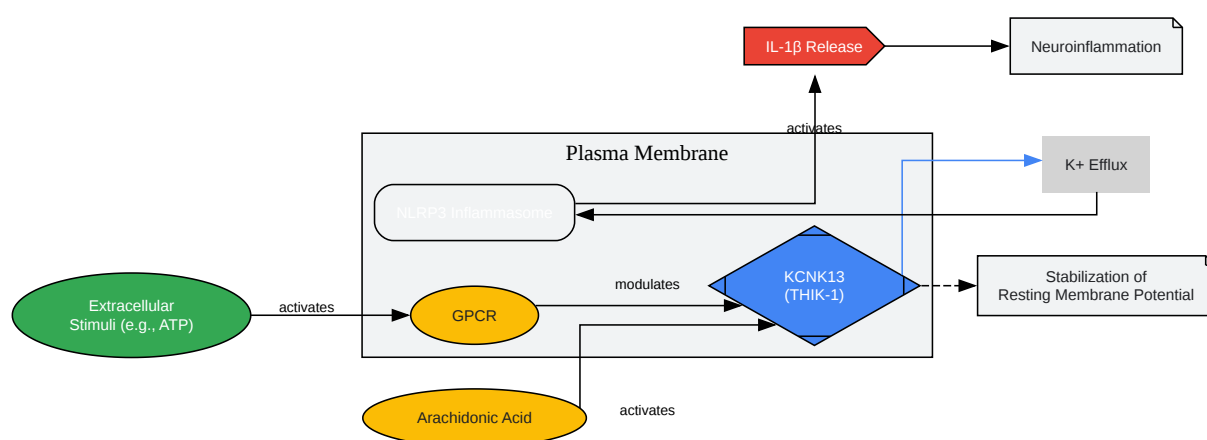 IL-1β Release
Neuroinflammation
activates
Plasma Membrane
K+ Efflux
NLRP3 Inflammasome
KCNK13
(THIK-1)
Stabilization of
Resting Membrane Potential
modulates
Extracellular
Stimuli (e.g., ATP)
activates
GPCR
Arachidonic Acid
activates